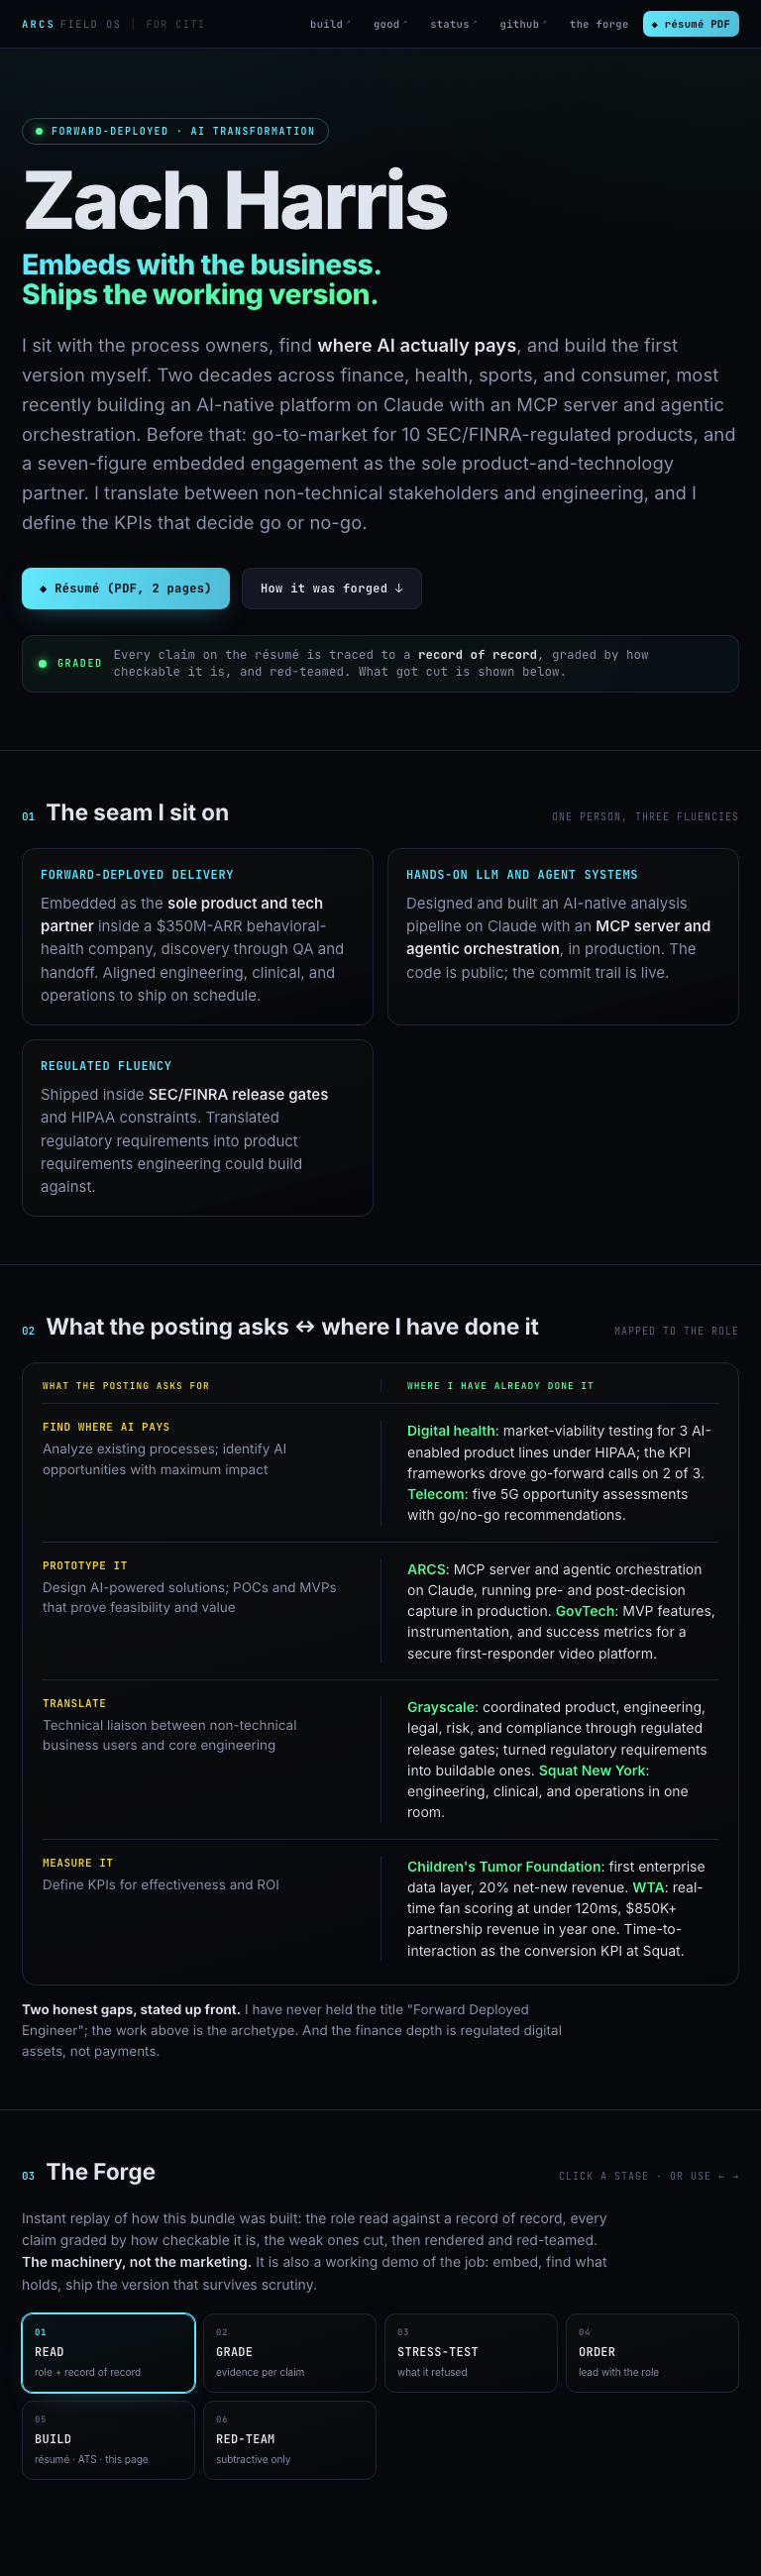 ARCS FIELD OS | FOR CITI
build↗ good↗ status↗ github↗ the forge ◆ résumé PDF
FORWARD-DEPLOYED · AI TRANSFORMATION
Zach Harris
Embeds with the business.
Ships the working version.
I sit with the process owners, find where AI actually pays, and build the first
version myself. Two decades across finance, health, sports, and consumer, most
recently building an AI-native platform on Claude with an MCP server and agentic
orchestration. Before that: go-to-market for 10 SEC/FINRA-regulated products, and
a seven-figure embedded engagement as the sole product-and-technology
partner. I translate between non-technical stakeholders and engineering, and I
define the KPIs that decide go or no-go.
◆ Résumé (PDF, 2 pages)
How it was forged ↓
GRADED
Every claim on the résumé is traced to a record of record, graded by how
checkable it is, and red-teamed. What got cut is shown below.
01 The seam I sit on
ONE PERSON, THREE FLUENCIES
FORWARD-DEPLOYED DELIVERY
Embedded as the sole product and tech
partner inside a $350M-ARR behavioral-
health company, discovery through QA and
handoff. Aligned engineering, clinical, and
operations to ship on schedule.
HANDS-ON LLM AND AGENT SYSTEMS
Designed and built an AI-native analysis
pipeline on Claude with an MCP server and
agentic orchestration, in production. The
code is public; the commit trail is live.
REGULATED FLUENCY
Shipped inside SEC/FINRA release gates
and HIPAA constraints. Translated
regulatory requirements into product
requirements engineering could build
against.
02 What the posting asks ↔ where I have done it
MAPPED TO THE ROLE
WHAT THE POSTING ASKS FOR
WHERE I HAVE ALREADY DONE IT
FIND WHERE AI PAYS
Analyze existing processes; identify AI
opportunities with maximum impact
Digital health: market-viability testing for 3 AI-
enabled product lines under HIPAA; the KPI
frameworks drove go-forward calls on 2 of 3.
Telecom: five 5G opportunity assessments
with go/no-go recommendations.
PROTOTYPE IT
Design AI-powered solutions; POCs and MVPs
that prove feasibility and value
ARCS: MCP server and agentic orchestration
on Claude, running pre- and post-decision
capture in production. GovTech: MVP features,
instrumentation, and success metrics for a
secure first-responder video platform.
TRANSLATE
Technical liaison between non-technical
business users and core engineering
Grayscale: coordinated product, engineering,
legal, risk, and compliance through regulated
release gates; turned regulatory requirements
into buildable ones. Squat New York:
engineering, clinical, and operations in one
room.
MEASURE IT
Define KPIs for effectiveness and ROI
Children's Tumor Foundation: first enterprise
data layer, 20% net-new revenue. WTA: real-
time fan scoring at under 120ms, $850K+
partnership revenue in year one. Time-to-
interaction as the conversion KPI at Squat.
Two honest gaps, stated up front. I have never held the title "Forward Deployed
Engineer"; the work above is the archetype. And the finance depth is regulated digital
assets, not payments.
03 The Forge
CLICK A STAGE · OR USE ← →
Instant replay of how this bundle was built: the role read against a record of record, every
claim graded by how checkable it is, the weak ones cut, then rendered and red-teamed.
The machinery, not the marketing. It is also a working demo of the job: embed, find what
holds, ship the version that survives scrutiny.
01
READ
role + record of record
02
GRADE
evidence per claim
03
STRESS-TEST
what it refused
04
ORDER
lead with the role
05
BUILD
résumé · ATS · this page
06
RED-TEAM
subtractive only